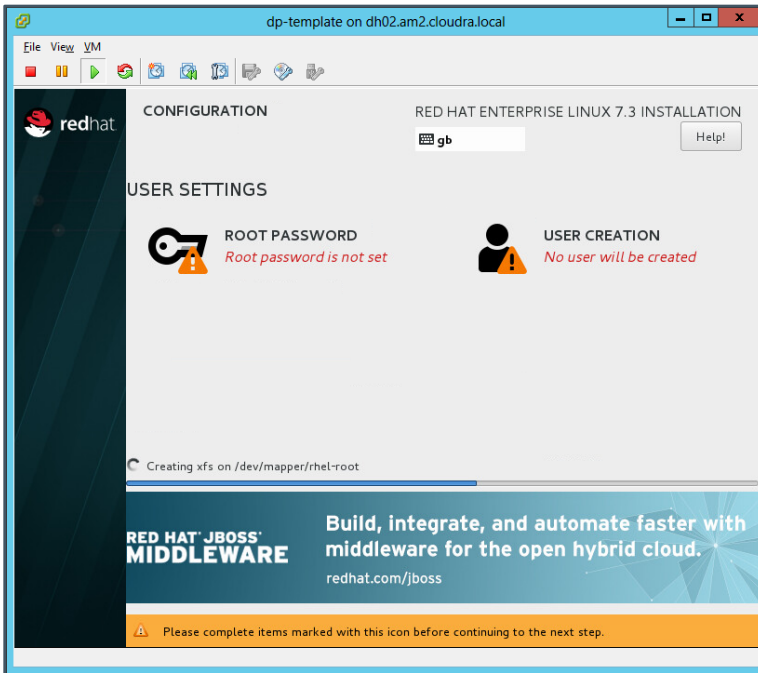 dp-template on dh02.am2.cloudra.local
File View VM
redhat.
CONFIGURATION
RED HAT ENTERPRISE LINUX 7.3 INSTALLATION
gb
Help!
USER SETTINGS
ROOT PASSWORD
Root password is not set
USER CREATION
No user will be created
Creating xfs on /dev/mapper/rhel-root
RED HAT® JBOSS®
MIDDLEWARE
Build, integrate, and automate faster with
middleware for the open hybrid cloud.
redhat.com/jboss
Please complete items marked with this icon before continuing to the next step.